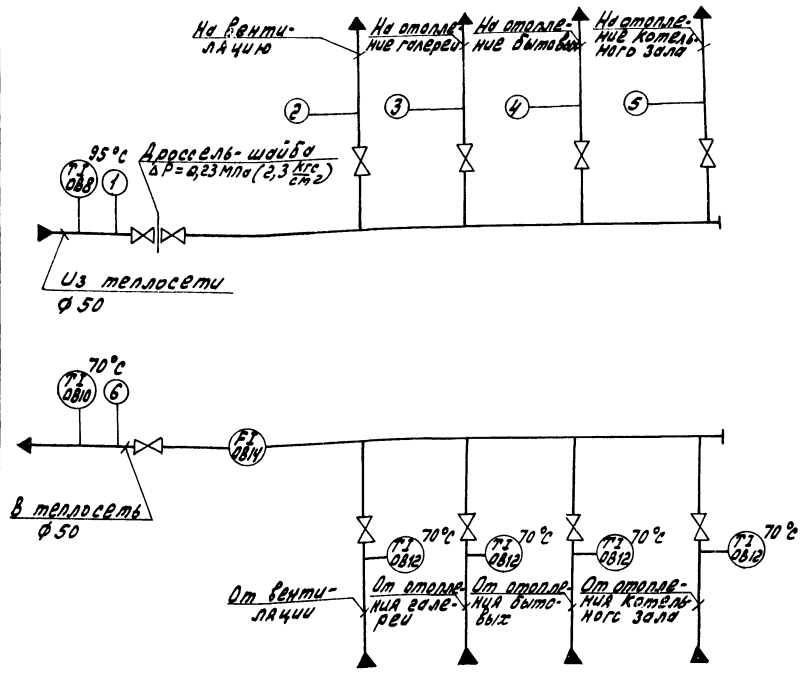 На венти-
ляцию
На отопле-
ние галереи
На отопле-
ние бытовых
На отопле-
ние котель-
ного зала
2
3
4
5
95°C
TI
0В8
1
Дроссель-шайба
ΔP=0,23 мПа (2,3 кгс/см2)
Из теплосети
ϕ50
70°C
TI
0В10
6
FI
0В14
В теплосеть
ϕ50
TI
0В12
70°C
TI
0В12
70°C
TI
0В12
70°C
TI
0В12
70°C
От венти-
ляции
От отопле-
ния гале-
реи
От отопле-
ния быто-
вых
От отопле-
ния котель-
ного зала